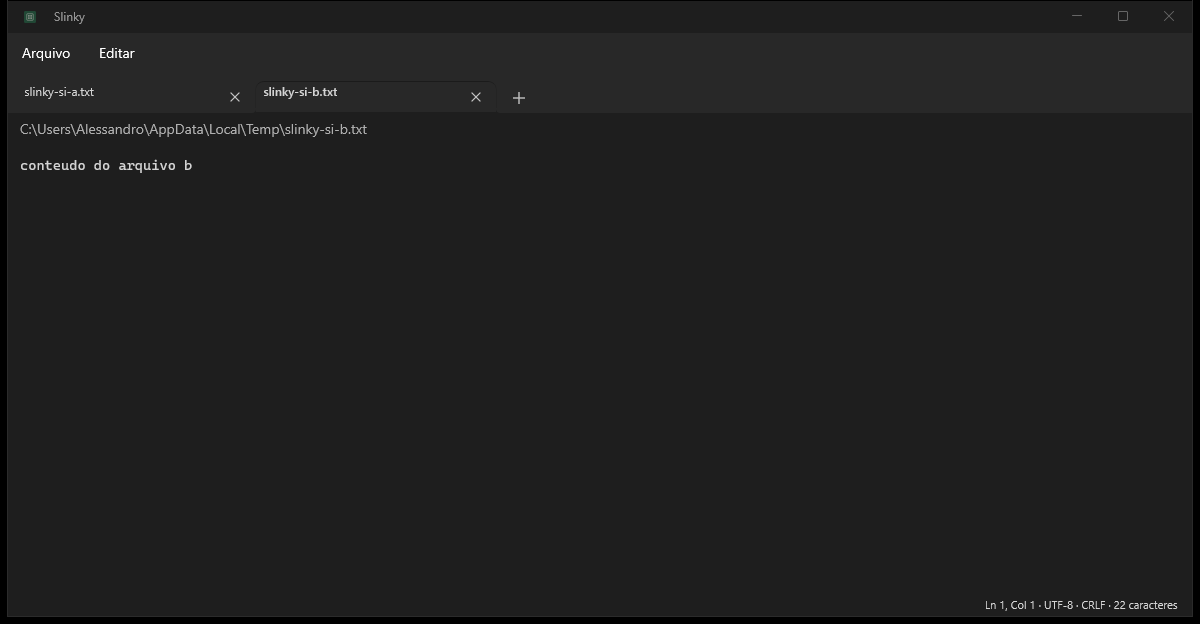 Slinky
Arquivo Editar
slinky-si-a.txt slinky-si-b.txt
C:\Users\Alessandro\AppData\Local\Temp\slinky-si-b.txt
conteudo do arquivo b
Ln 1, Col 1 · UTF-8 · CRLF · 22 caracteres